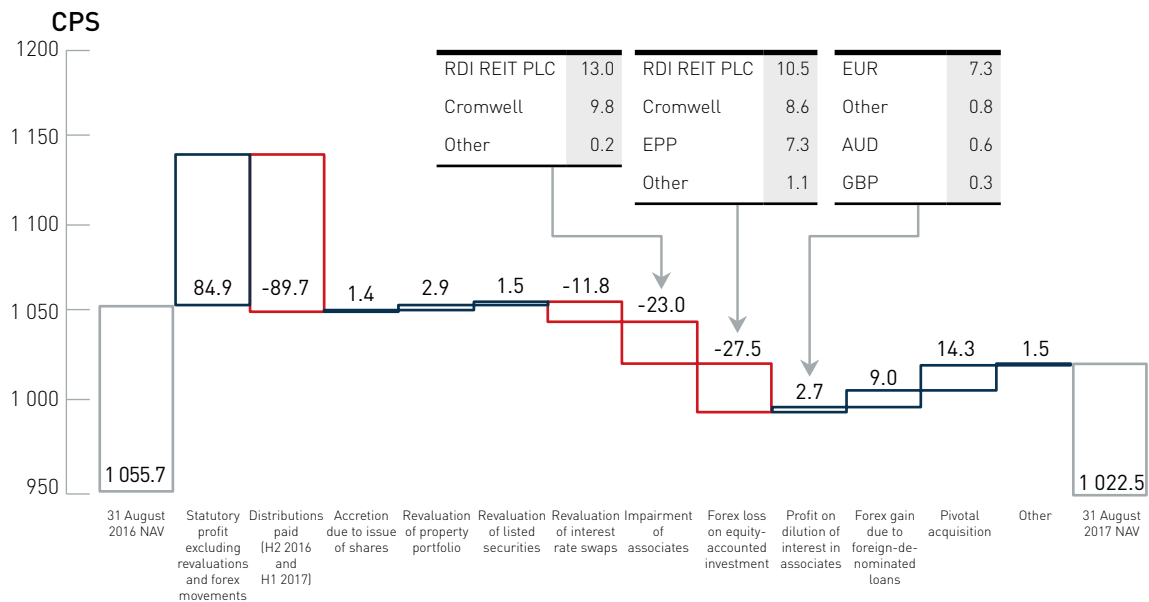 CPS
1200
1 150
1 100
1 050
1 000
950
RDI REIT PLC 13.0
Cromwell 9.8
Other 0.2
RDI REIT PLC 10.5
Cromwell 8.6
EPP 7.3
Other 1.1
EUR 7.3
Other 0.8
AUD 0.6
GBP 0.3
1 055.7
84.9
-89.7
1.4
2.9
1.5
-11.8
-23.0
-27.5
2.7
9.0
14.3
1.5
1 022.5
31 August
2016 NAV
Statutory
profit
excluding
revaluations
and forex
movements
Distributions
paid
(H2 2016
and
H1 2017)
Accretion
due to issue
of shares
Revaluation
of property
portfolio
Revaluation
of listed
securities
Revaluation
of interest
rate swaps
Impairment
of
associates
Forex loss
on equity-
accounted
investment
Profit on
dilution of
interest in
associates
Forex gain
due to
foreign-de-
nominated
loans
Pivotal
acquisition
Other
31 August
2017 NAV